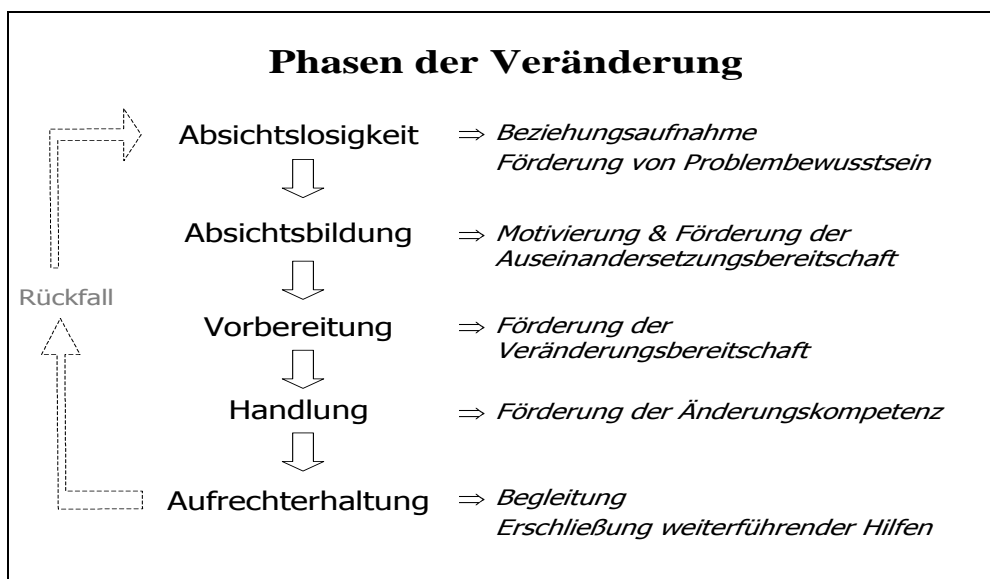 Phasen der Veränderung
Absichtslosigkeit ⇒ Beziehungsaufnahme
Förderung von Problembewusstsein
Absichtsbildung ⇒ Motivierung & Förderung der
Auseinandersetzungsbereitschaft
Rückfall
Vorbereitung ⇒ Förderung der
Veränderungsbereitschaft
Handlung ⇒ Förderung der Änderungskompetenz
Aufrechterhaltung ⇒ Begleitung
Erschließung weiterführender Hilfen